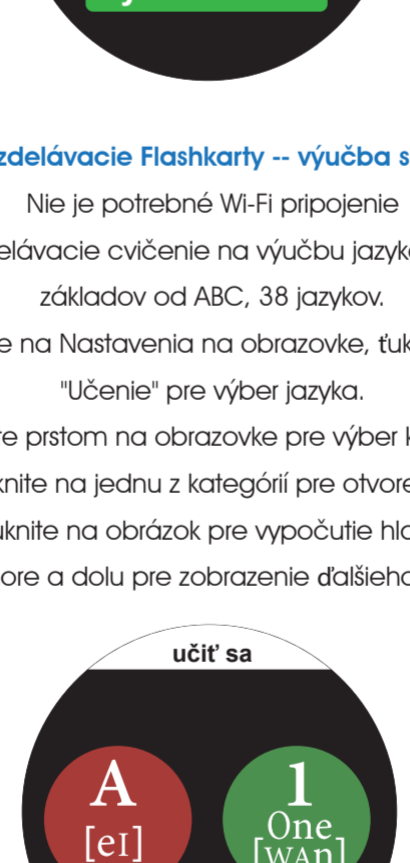 zdelávacie Flashkarty -- výučba s
Nie je potrebné Wi-Fi pripojenie
elávacie cvičenie na výučbu jazyk
základov od ABC, 38 jazykov.
e na Nastavenia na obrazovke, ťuk
"Učenie" pre výber jazyka.
re prstom na obrazovke pre výber k
knite na jednu z kategórií pre otvore
uknite na obrázok pre vypočutie hla
ore a dolu pre zobrazenie ďalšieho
učiť sa
A 1
One
[eI] [WAn]